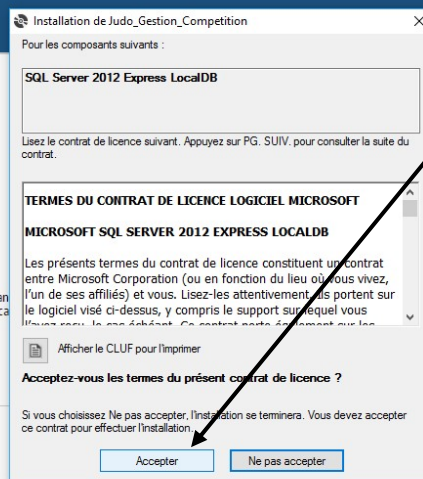 Installation de Judo_Gestion_Competition
Pour les composants suivants :
SQL Server 2012 Express LocalDB
Lisez le contrat de licence suivant. Appuyez sur PG. SUIV. pour consulter la suite du
contrat.
TERMES DU CONTRAT DE LICENCE LOGICIEL MICROSOFT
MICROSOFT SQL SERVER 2012 EXPRESS LOCALDB
Les présents termes du contrat de licence constituent un contrat
entre Microsoft Corporation (ou en fonction du lieu où vous vivez,
l'un de ses affiliés) et vous. Lisez-les attentivement. Ils portent sur
le logiciel visé ci-dessus, y compris le support sur lequel vous
Afficher le CLUF pour l'imprimer
Acceptez-vous les termes du présent contrat de licence ?
Si vous choisissez Ne pas accepter, l'installation se terminera. Vous devez accepter
ce contrat pour effectuer l'installation.
Accepter
Ne pas accepter